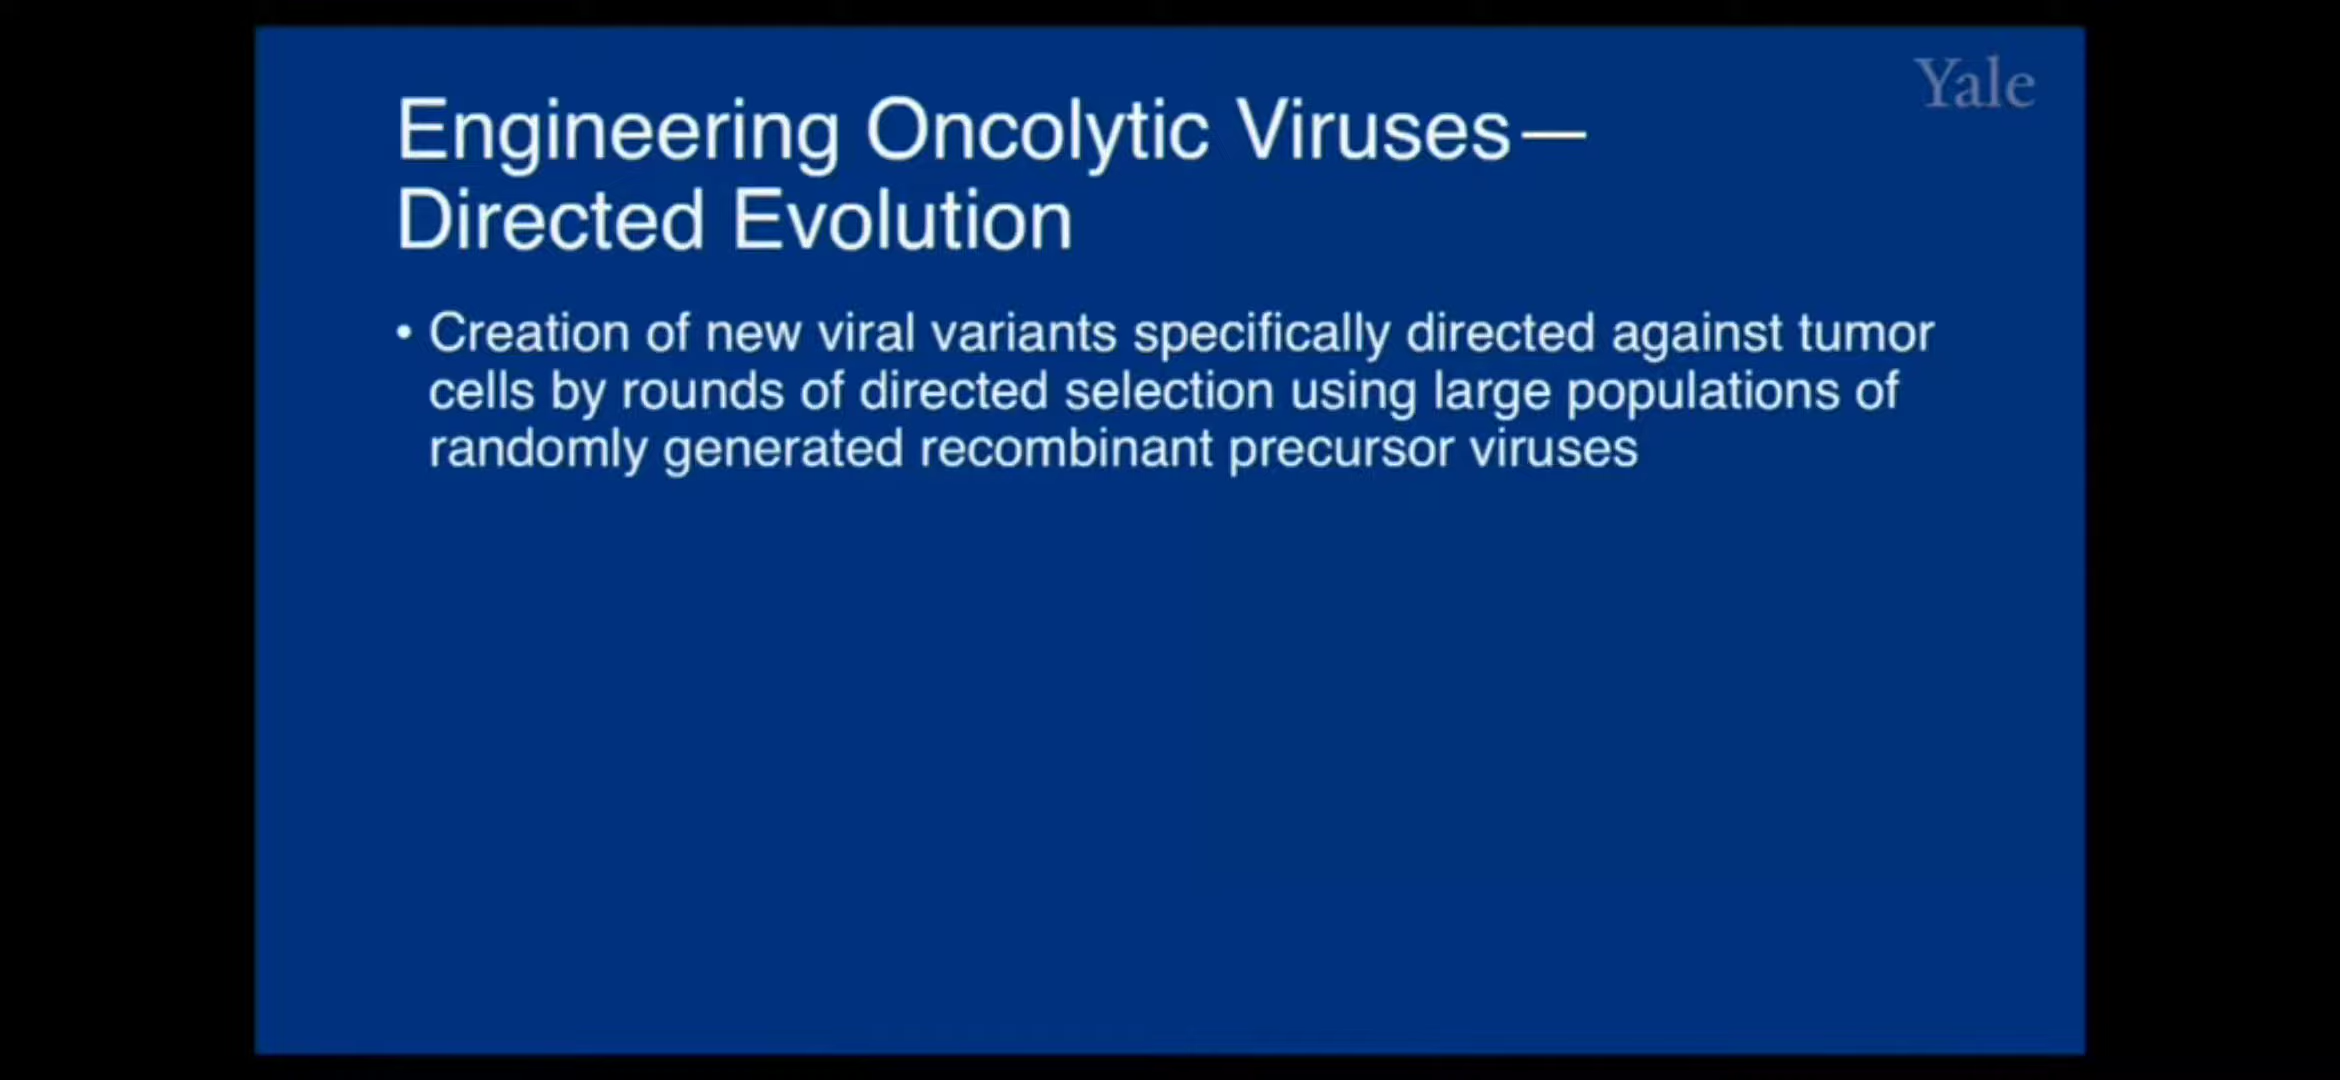 Yale
Engineering Oncolytic Viruses—
Directed Evolution
• Creation of new viral variants specifically directed against tumor
cells by rounds of directed selection using large populations of
randomly generated recombinant precursor viruses